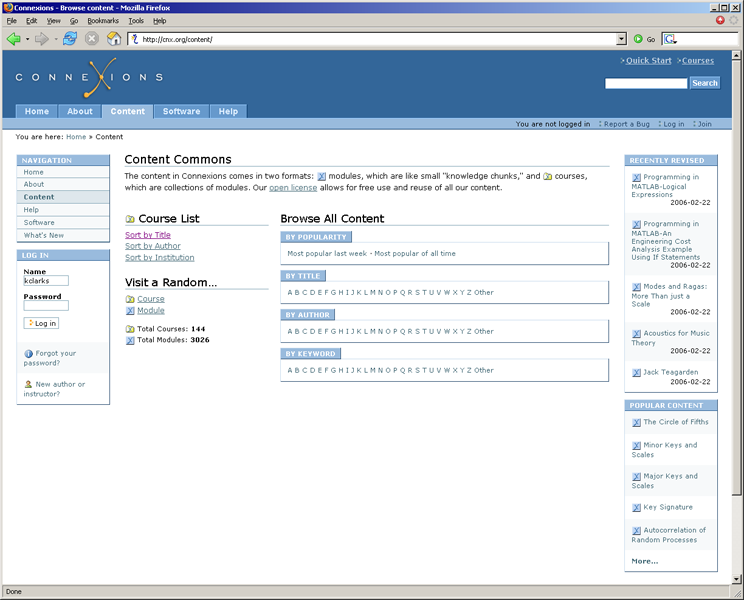 Connexions - Browse content - Mozilla Firefox
File Edit View Go Bookmarks Tools Help
http://cnx.org/content/
Go
CONNEXIONS
Quick Start
Courses
Search
Home About Content Software Help
You are not logged in Report a Bug Log in Join
You are here: Home » Content
NAVIGATION
Home
About
Content
Help
Software
What's New
LOG IN
Name
kclarks
Password
Log in
Forgot your
password?
New author or
instructor?
Content Commons
The content in Connexions comes in two formats: modules, which are like small "knowledge chunks," and courses,
which are collections of modules. Our open license allows for free use and reuse of all our content.
Course List
Sort by Title
Sort by Author
Sort by Institution
Visit a Random...
Course
Module
Total Courses: 144
Total Modules: 3026
Browse All Content
BY POPULARITY
Most popular last week - Most popular of all time
BY TITLE
A B C D E F G H I J K L M N O P Q R S T U V W X Y Z Other
BY AUTHOR
A B C D E F G H I J K L M N O P Q R S T U V W X Y Z Other
BY KEYWORD
A B C D E F G H I J K L M N O P Q R S T U V W X Y Z Other
RECENTLY REVISED
Programming in
MATLAB-Logical
Expressions
2006-02-22
Programming in
MATLAB-An
Engineering Cost
Analysis Example
Using If Statements
2006-02-22
Modes and Ragas:
More Than just a
Scale
2006-02-22
Acoustics for Music
Theory
2006-02-22
Jack Teagarden
2006-02-22
POPULAR CONTENT
The Circle of Fifths
Minor Keys and
Scales
Major Keys and
Scales
Key Signature
Autocorrelation of
Random Processes
More...
Done